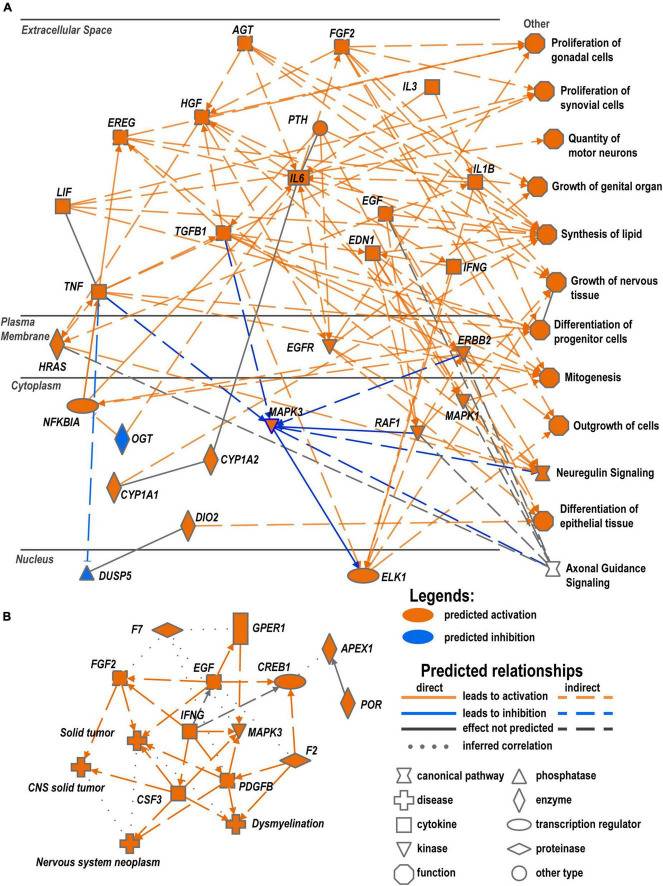 A
Extracellular Space
Other
AGT
FGF2
Proliferation of
gonadal cells
IL3
Proliferation of
synovial cells
HGF
EREG
PTH
Quantity of
motor neurons
IL6
IL1B
Growth of genital organ
LIF
EGF
TGFB1
EDN1
Synthesis of lipid
IFNG
TNF
Growth of nervous
tissue
Plasma
Membrane
Differentiation of
progenitor cells
HRAS
EGFR
ERBB2
Cytoplasm
Mitogenesis
NFKBIA
MAPK3
RAF1
MAPK1
OGT
Outgrowth of cells
CYP1A2
CYP1A1
Neuregulin Signaling
DIO2
Differentiation of
epithelial tissue
Nucleus
DUSP5
ELK1
Axonal Guidance
Signaling
Legends:
predicted activation
predicted inhibition
B
F7
GPER1
APEX1
FGF2
EGF
CREB1
POR
IFNG
Solid tumor
MAPK3
F2
CNS solid tumor
PDGFB
CSF3
Dysmyelination
Nervous system neoplasm
Predicted relationships
direct
indirect
leads to activation
leads to inhibition
effect not predicted
inferred correlation
canonical pathway
phosphatase
disease
enzyme
cytokine
transcription regulator
kinase
proteinase
function
other type